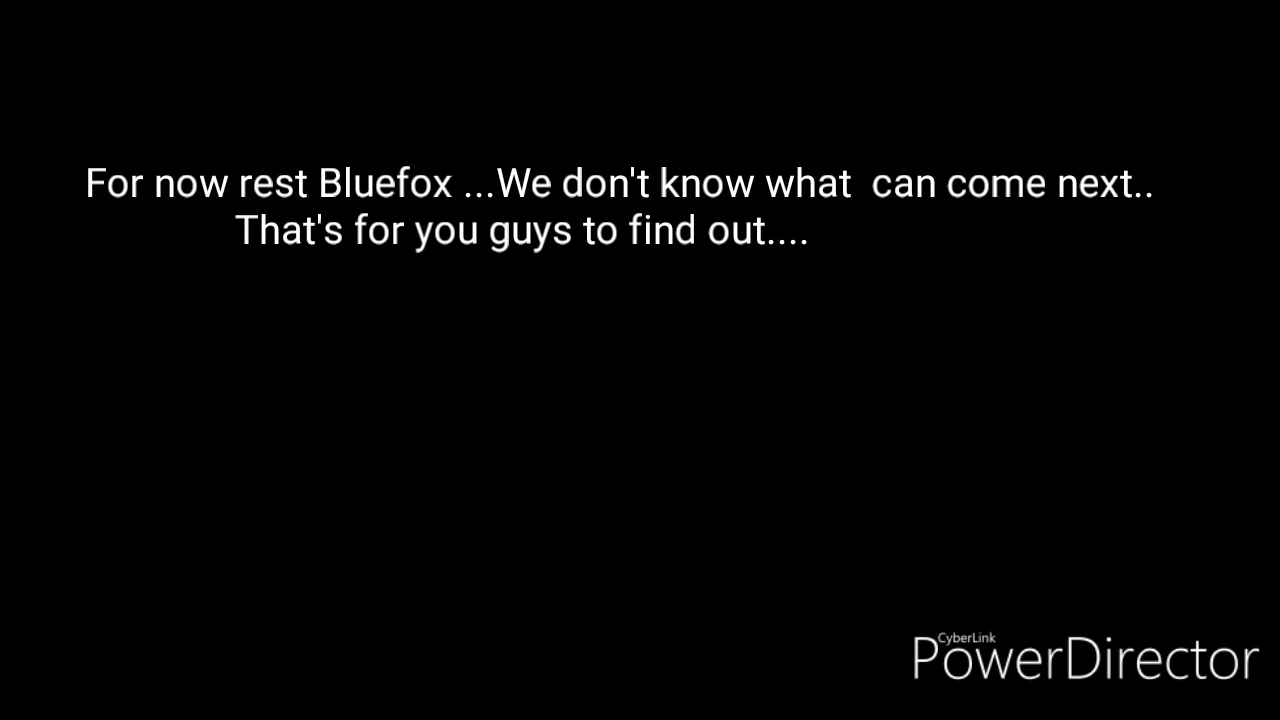 For now rest Bluefox ...We don't know what  can come next..
That's for you guys to find out....
CyberLink
PowerDirector